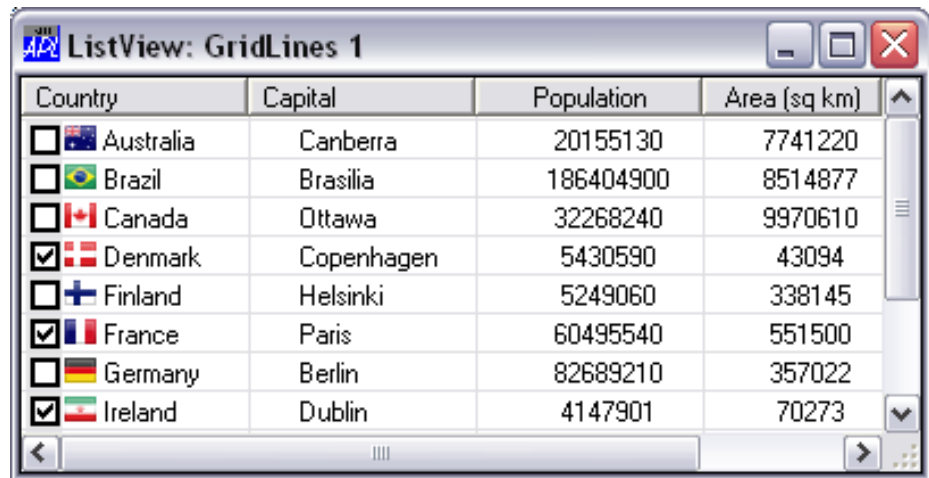 APL ListView: GridLines 1
Country Capital Population Area (sq km)
Australia Canberra 20155130 7741220
Brazil Brasilia 186404900 8514877
Canada Ottawa 32268240 9970610
Denmark Copenhagen 5430590 43094
Finland Helsinki 5249060 338145
France Paris 60495540 551500
Germany Berlin 82689210 357022
Ireland Dublin 4147901 70273